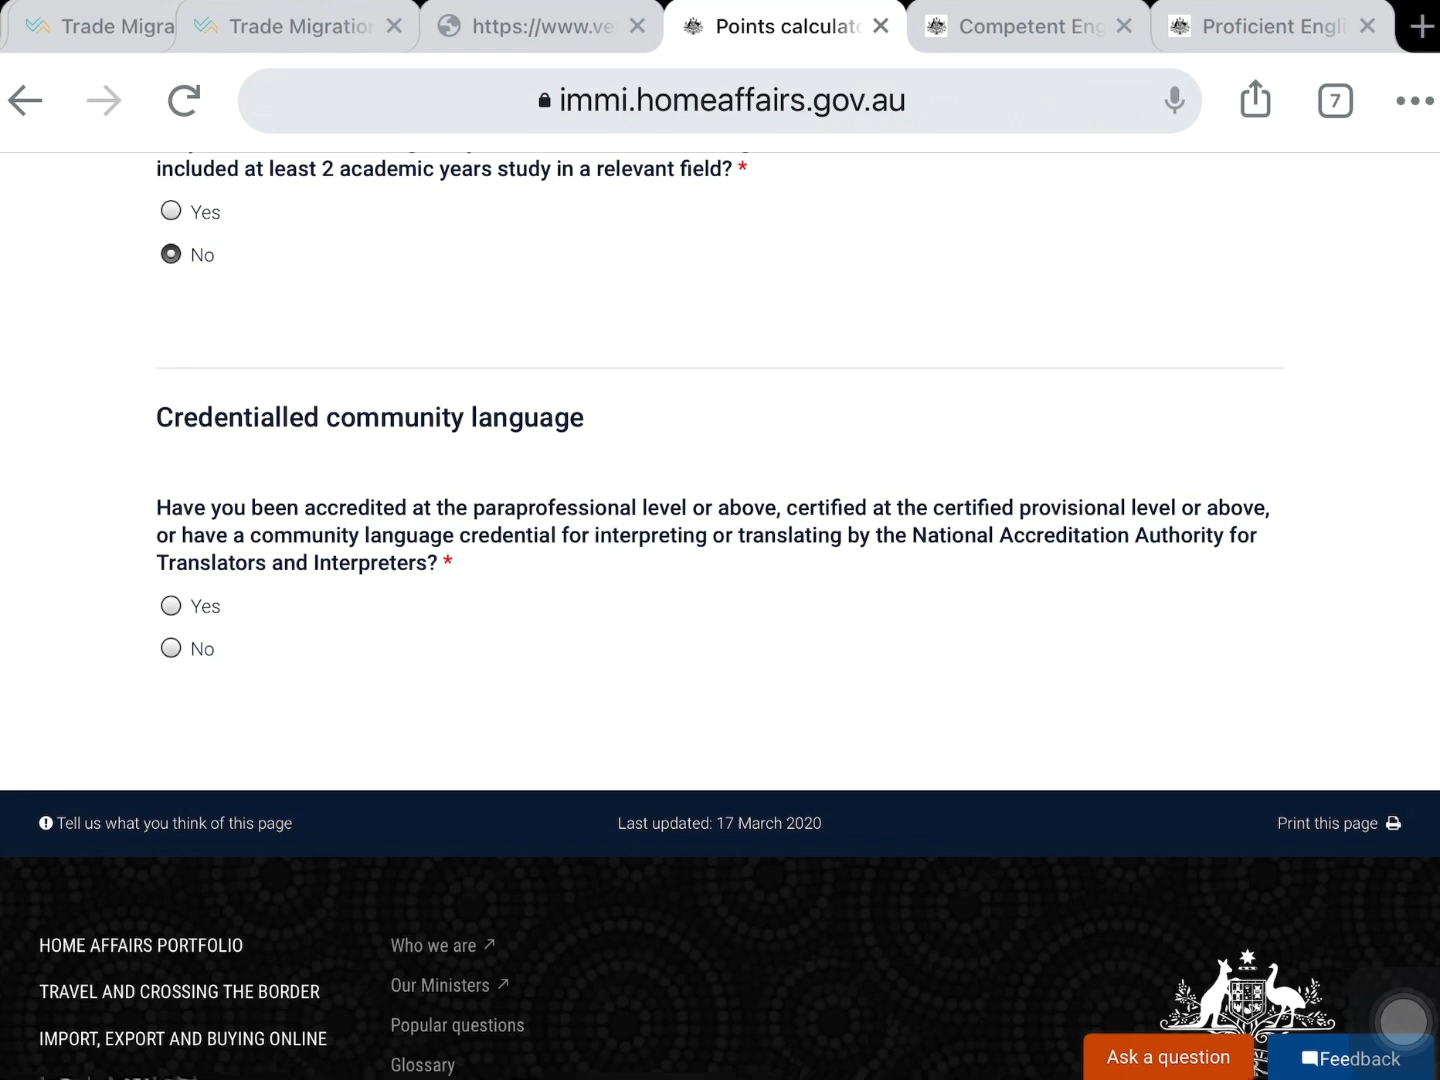 Trade Migra
Trade Migration
https://www.ve
Points calculato
Competent Eng
Proficient Engli
immi.homeaffairs.gov.au
7
included at least 2 academic years study in a relevant field? *
Yes
No
Credentialled community language
Have you been accredited at the paraprofessional level or above, certified at the certified provisional level or above,
or have a community language credential for interpreting or translating by the National Accreditation Authority for
Translators and Interpreters? *
Yes
No
Tell us what you think of this page
Last updated: 17 March 2020
Print this page
HOME AFFAIRS PORTFOLIO
Who we are
TRAVEL AND CROSSING THE BORDER
Our Ministers
IMPORT, EXPORT AND BUYING ONLINE
Popular questions
Glossary
Ask a question
Feedback